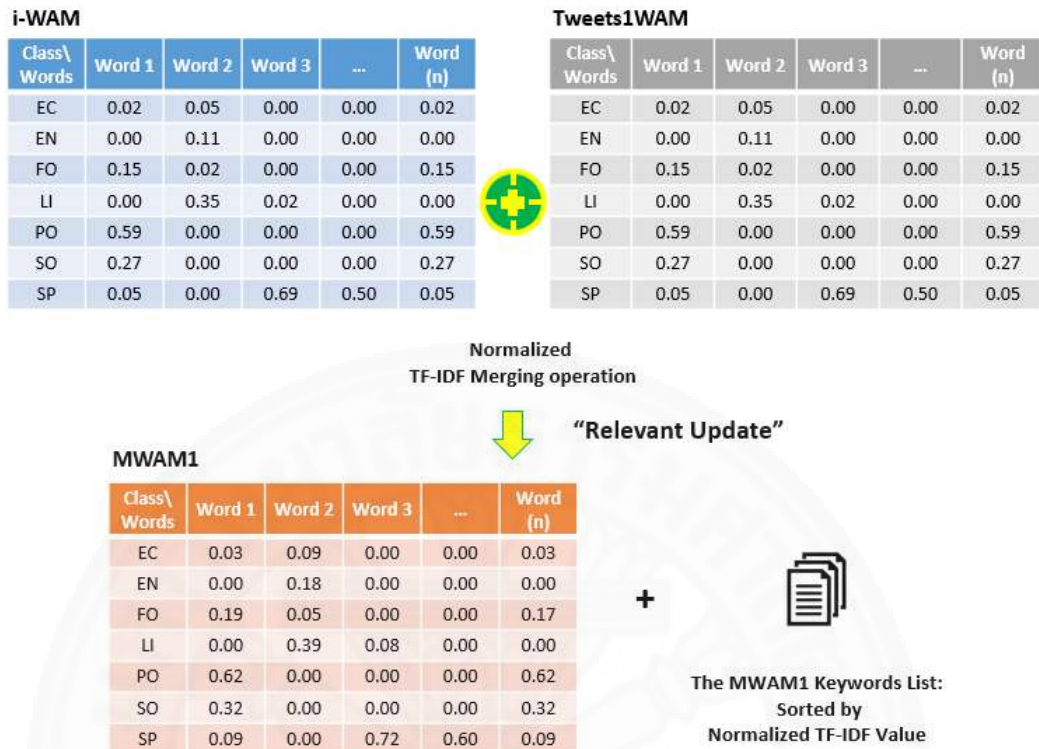 i-WAM
Class\ Words Word 1 Word 2 Word 3 ... Word (n)
EC 0.02 0.05 0.00 0.00 0.02
EN 0.00 0.11 0.00 0.00 0.00
FO 0.15 0.02 0.00 0.00 0.15
LI 0.00 0.35 0.02 0.00 0.00
PO 0.59 0.00 0.00 0.00 0.59
SO 0.27 0.00 0.00 0.00 0.27
SP 0.05 0.00 0.69 0.50 0.05
Tweets1WAM
Class\ Words Word 1 Word 2 Word 3 ... Word (n)
EC 0.02 0.05 0.00 0.00 0.02
EN 0.00 0.11 0.00 0.00 0.00
FO 0.15 0.02 0.00 0.00 0.15
LI 0.00 0.35 0.02 0.00 0.00
PO 0.59 0.00 0.00 0.00 0.59
SO 0.27 0.00 0.00 0.00 0.27
SP 0.05 0.00 0.69 0.50 0.05
Normalized
TF-IDF Merging operation
“Relevant Update”
MWAM1
Class\ Words Word 1 Word 2 Word 3 ... Word (n)
EC 0.03 0.09 0.00 0.00 0.03
EN 0.00 0.18 0.00 0.00 0.00
FO 0.19 0.05 0.00 0.00 0.17
LI 0.00 0.39 0.08 0.00 0.00
PO 0.62 0.00 0.00 0.00 0.62
SO 0.32 0.00 0.00 0.00 0.32
SP 0.09 0.00 0.72 0.60 0.09
+
The MWAM1 Keywords List:
Sorted by
Normalized TF-IDF Value